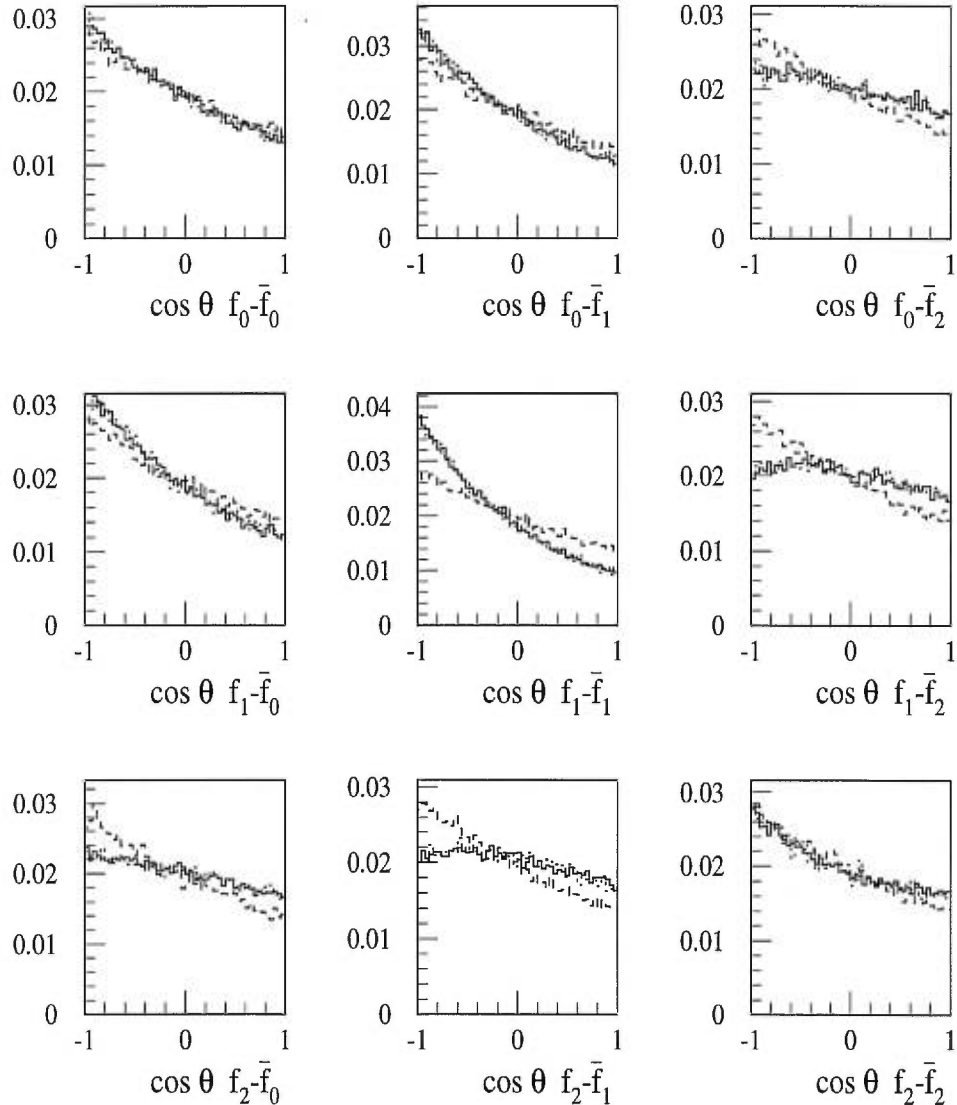 0.03
0.02
0.01
0
-1 0 1
cos θ f₀-f̄₀
0.03
0.02
0.01
0
-1 0 1
cos θ f₀-f̄₁
0.03
0.02
0.01
0
-1 0 1
cos θ f₀-f̄₂
0.03
0.02
0.01
0
-1 0 1
cos θ f₁-f̄₀
0.04
0.03
0.02
0.01
0
-1 0 1
cos θ f₁-f̄₁
0.03
0.02
0.01
0
-1 0 1
cos θ f₁-f̄₂
0.03
0.02
0.01
0
-1 0 1
cos θ f₂-f̄₀
0.03
0.02
0.01
0
-1 0 1
cos θ f₂-f̄₁
0.03
0.02
0.01
0
-1 0 1
cos θ f₂-f̄₂